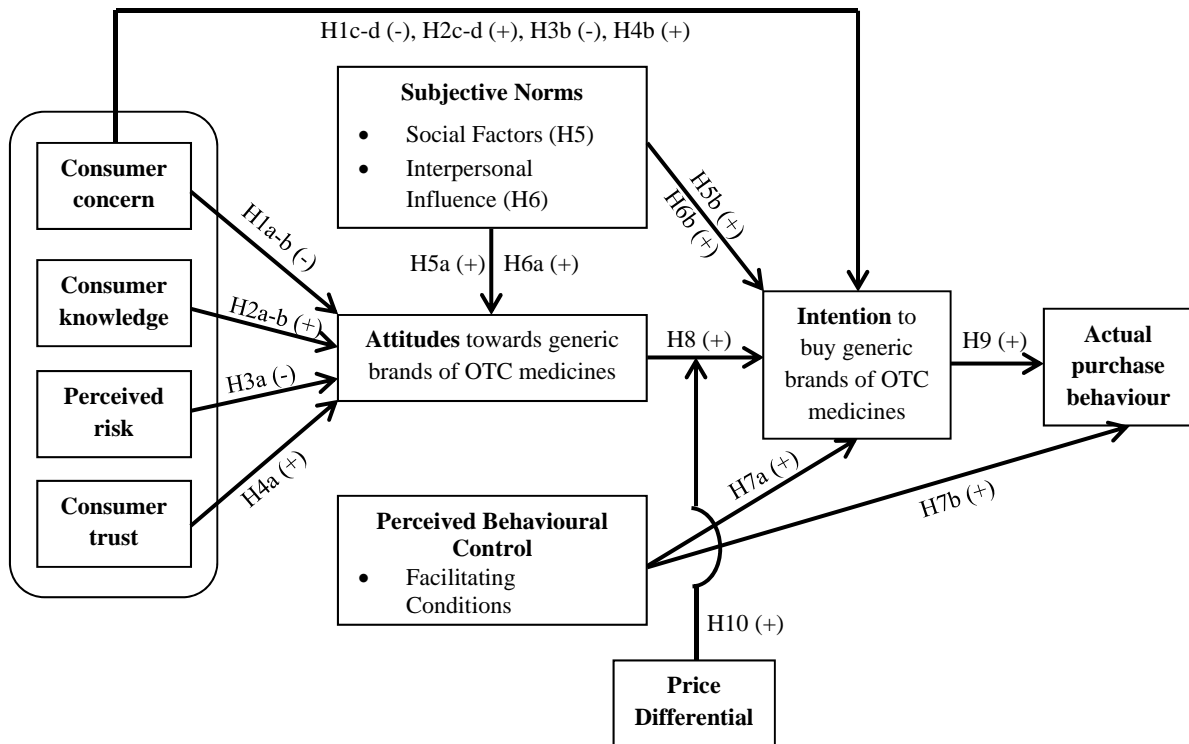 H1c-d (-), H2c-d (+), H3b (-), H4b (+)
Subjective Norms
• Social Factors (H5)
• Interpersonal
Influence (H6)
Consumer
concern
Consumer
knowledge
Perceived
risk
Consumer
trust
H1a-b (-)
H2a-b (+)
H3a (-)
H4a (+)
H5a (+)
H6a (+)
H5b (+)
H6b (+)
Attitudes towards generic
brands of OTC medicines
H8 (+)
Intention to
buy generic
brands of OTC
medicines
H9 (+)
Actual
purchase
behaviour
Perceived Behavioural
Control
• Facilitating
Conditions
H7a (+)
H7b (+)
H10 (+)
Price
Differential